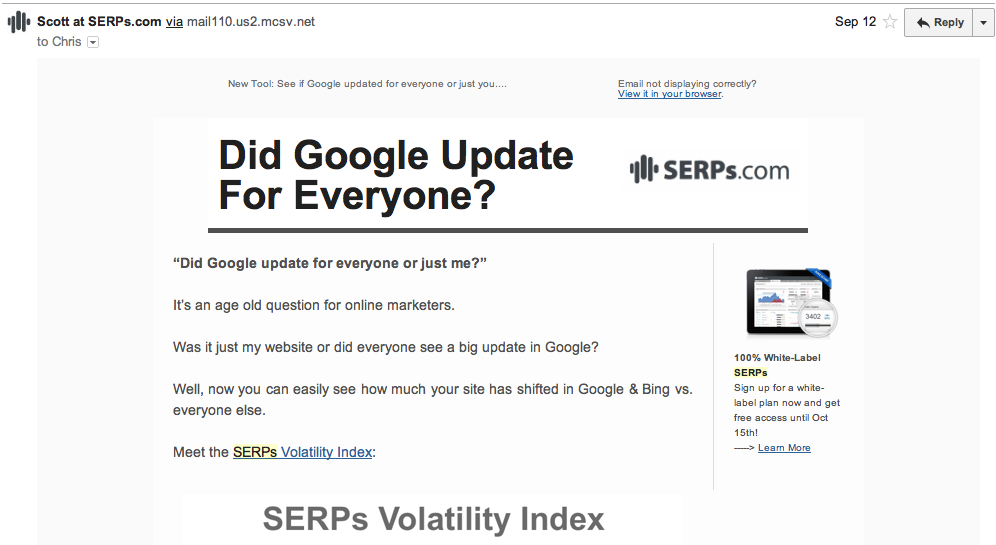 Scott at SERPs.com via mail110.us2.mcsv.net
Sep 12
Reply
to Chris
New Tool: See if Google updated for everyone or just you....
Email not displaying correctly?
View it in your browser.
Did Google Update
For Everyone?
SERPs.com
“Did Google update for everyone or just me?”
It's an age old question for online marketers.
Was it just my website or did everyone see a big update in Google?
Well, now you can easily see how much your site has shifted in Google & Bing vs.
everyone else.
Meet the SERPs Volatility Index:
SERPs Volatility Index
3402
100% White-Label
SERPs
Sign up for a white-
label plan now and get
free access until Oct
15th!
-----> Learn More